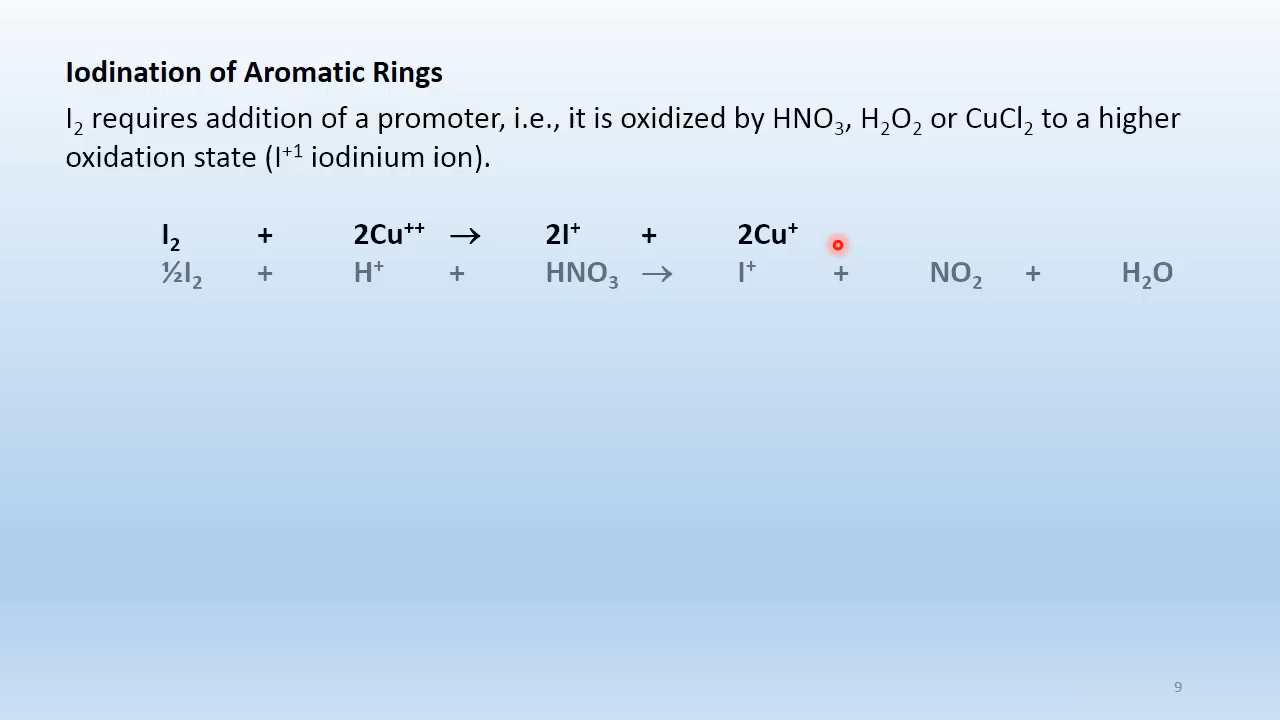 Iodination of Aromatic Rings
I₂ requires addition of a promoter, i.e., it is oxidized by HNO₃, H₂O₂ or CuCl₂ to a higher
oxidation state (I⁺¹ iodinium ion).
I₂ + 2Cu⁺⁺ → 2I⁺ + 2Cu⁺
½I₂ + H⁺ + HNO₃ → I⁺ + NO₂ + H₂O
9